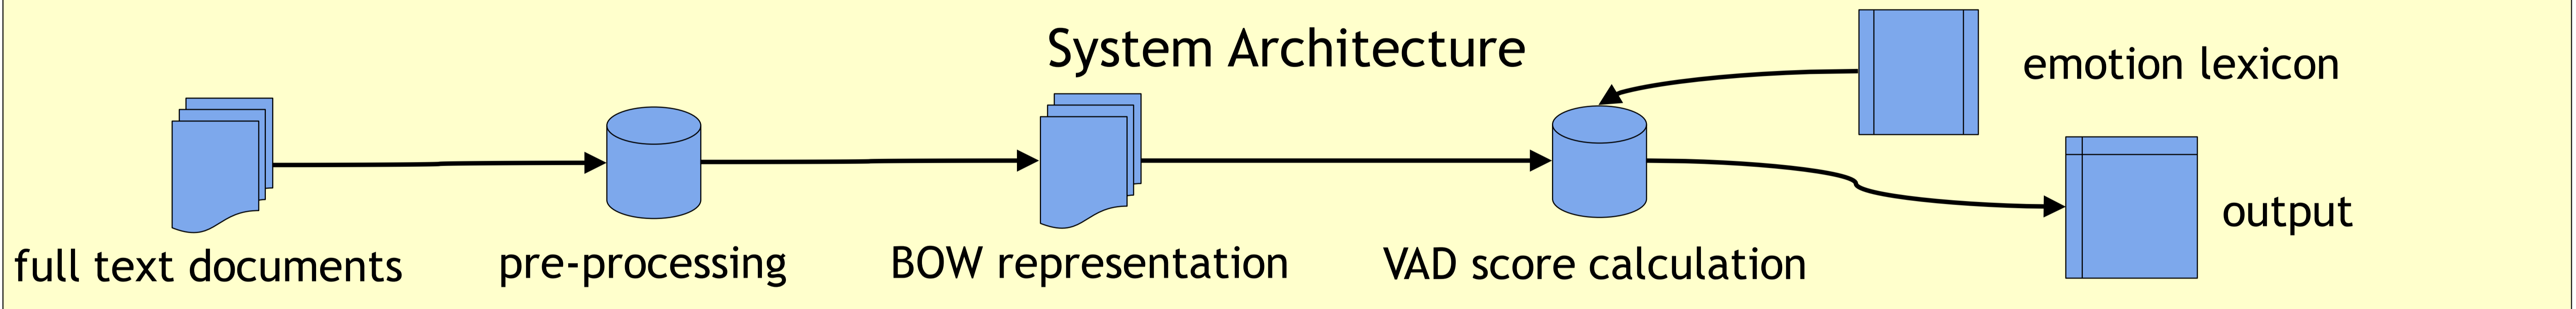 System Architecture
emotion lexicon
output
full text documents
pre-processing
BOW representation
VAD score calculation